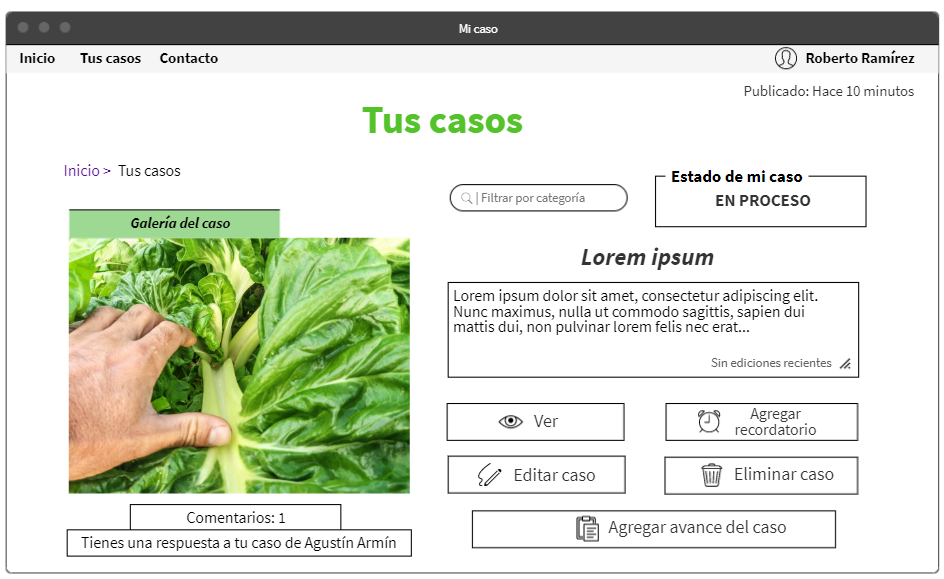 Mi caso
Inicio Tus casos Contacto Roberto Ramírez
Publicado: Hace 10 minutos
Tus casos
Inicio > Tus casos
Filtrar por categoría
Estado de mi caso
EN PROCESO
Galería del caso
Lorem ipsum
Lorem ipsum dolor sit amet, consectetur adipiscing elit.
Nunc maximus, nulla ut commodo sagittis, sapien dui
mattis dui, non pulvinar lorem felis nec erat...
Sin ediciones recientes
Ver
Agregar
recordatorio
Editar caso
Eliminar caso
Agregar avance del caso
Comentarios: 1
Tienes una respuesta a tu caso de Agustín Armín